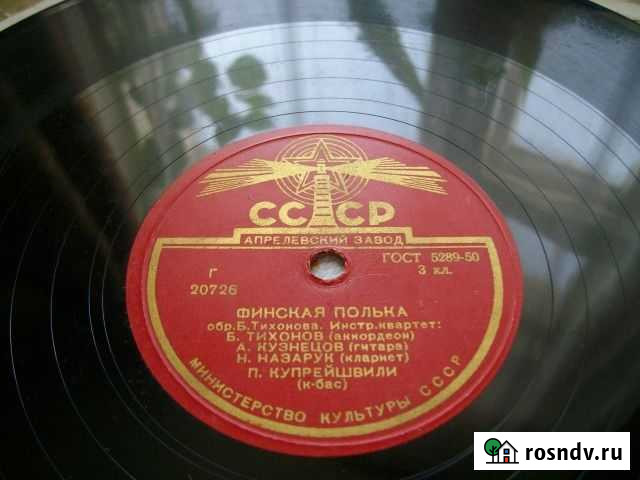 СССР
АПРЕЛЕВСКИЙ ЗАВОД
Г
20726
ГОСТ 5289-50
3 кл.
ФИНСКАЯ ПОЛЬКА
обр.Б.Тихонова. Инстр.квартет:
Б. ТИХОНОВ (аккордеон)
А. КУЗНЕЦОВ (гитара)
Н. НАЗАРУК (кларнет)
П. КУПРЕЙШВИЛИ
(к-бас)
МИНИСТЕРСТВО КУЛЬТУРЫ СССР
rosndv.ru